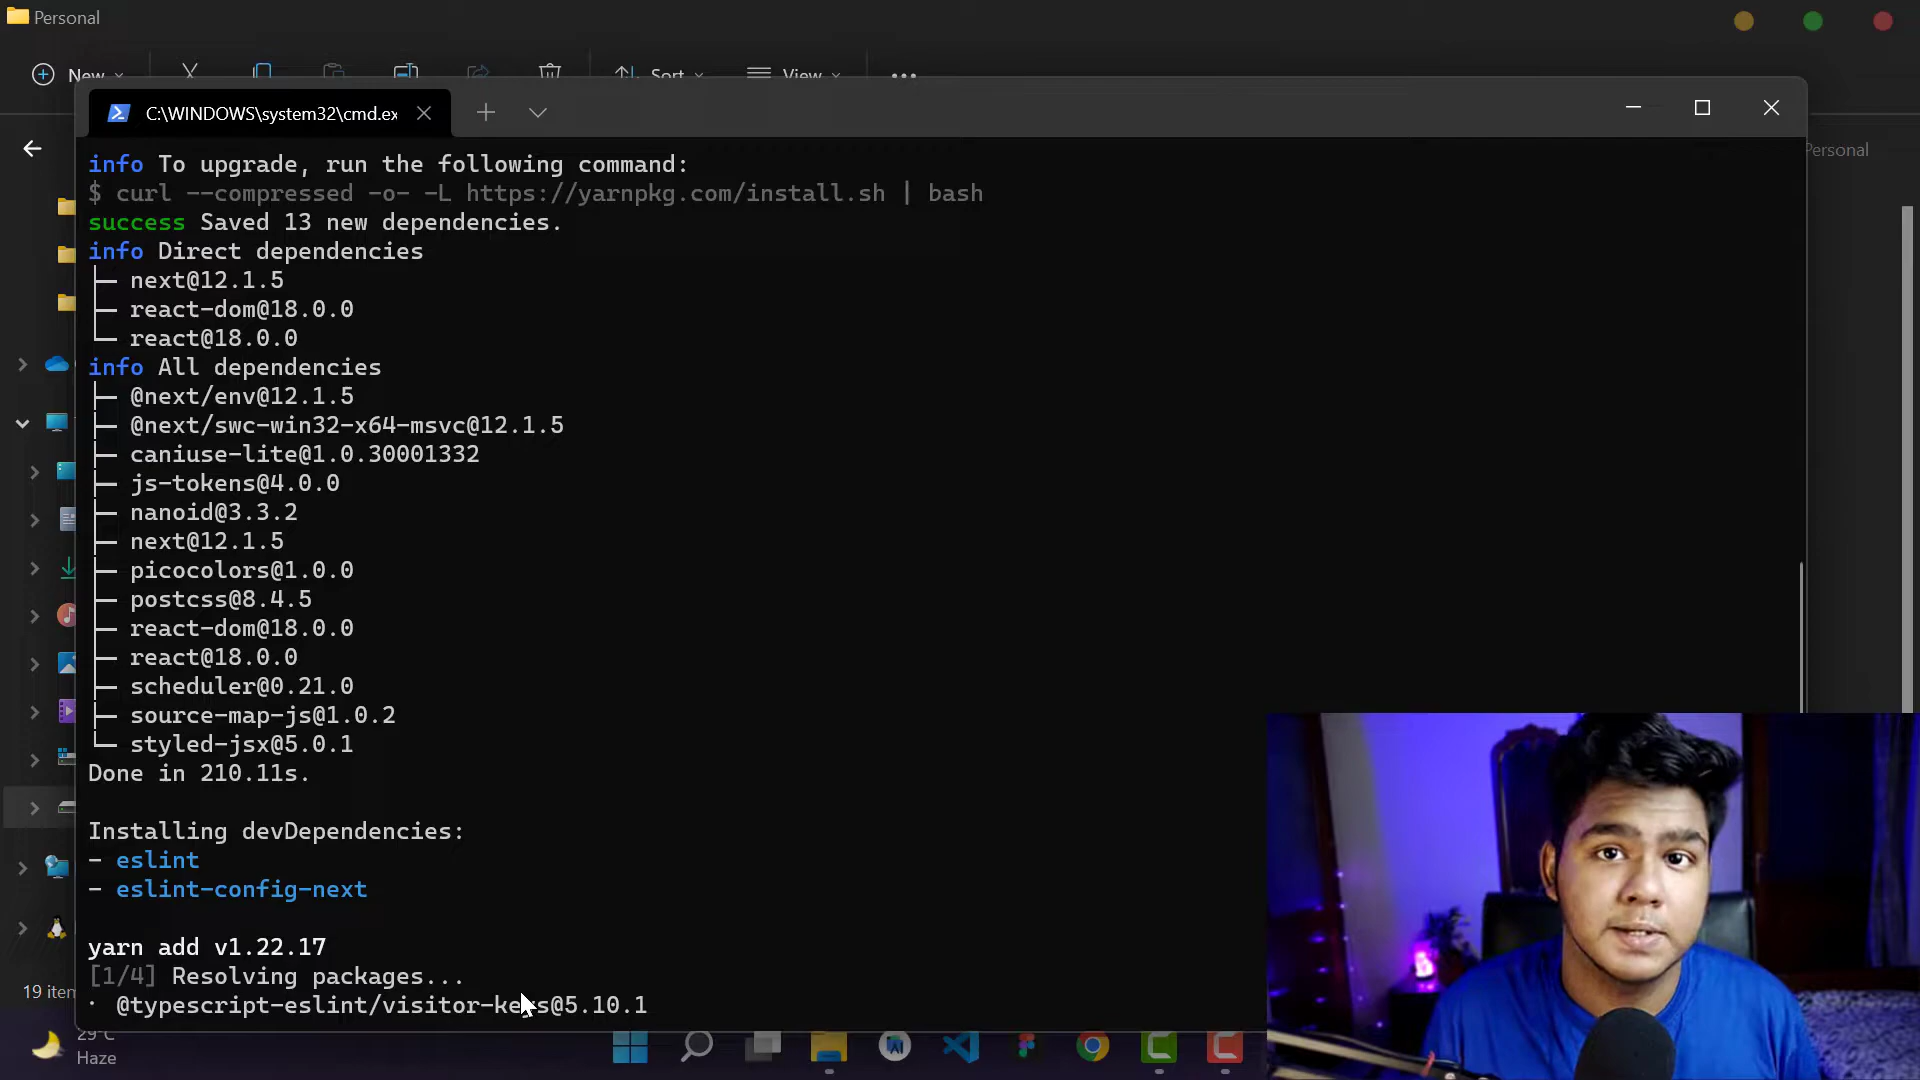 Personal
New
Sort
View
C:\WINDOWS\system32\cmd.ex
Personal
info To upgrade, run the following command:
$ curl --compressed -o- -L https://yarnpkg.com/install.sh | bash
success Saved 13 new dependencies.
info Direct dependencies
├─ next@12.1.5
├─ react-dom@18.0.0
└─ react@18.0.0
info All dependencies
├─ @next/env@12.1.5
├─ @next/swc-win32-x64-msvc@12.1.5
├─ caniuse-lite@1.0.30001332
├─ js-tokens@4.0.0
├─ nanoid@3.3.2
├─ next@12.1.5
├─ picocolors@1.0.0
├─ postcss@8.4.5
├─ react-dom@18.0.0
├─ react@18.0.0
├─ scheduler@0.21.0
├─ source-map-js@1.0.2
└─ styled-jsx@5.0.1
Done in 210.11s.
Installing devDependencies:
- eslint
- eslint-config-next
yarn add v1.22.17
[1/4] Resolving packages...
⠂ @typescript-eslint/visitor-keys@5.10.1
19 item
29°C
Haze
AI